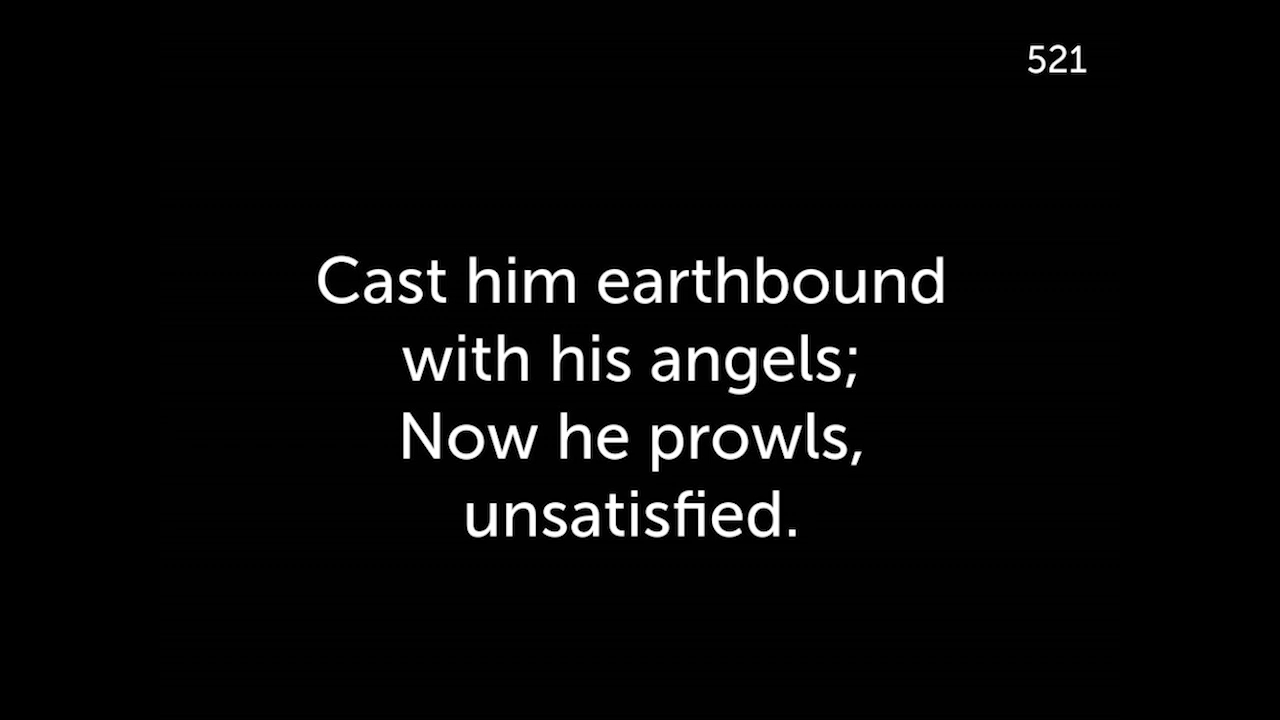 521
Cast him earthbound
with his angels;
Now he prowls,
unsatisfied.